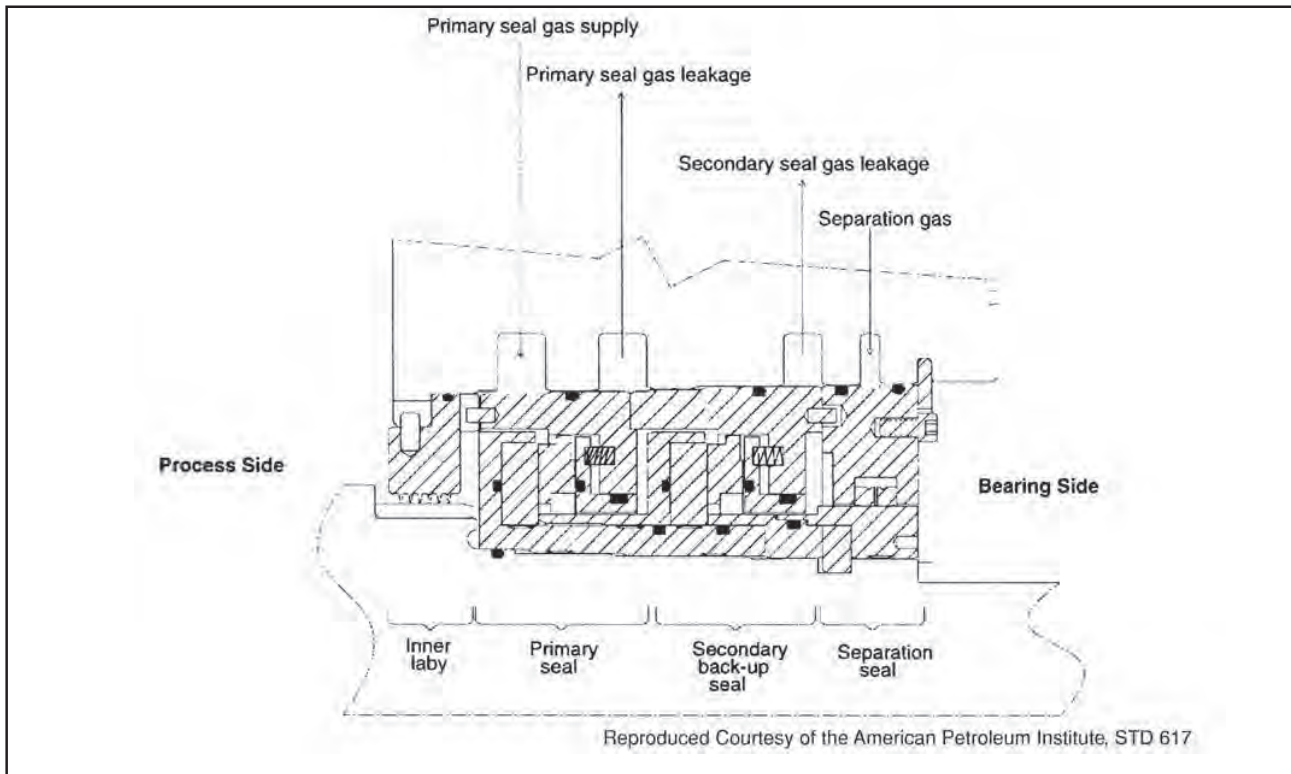 Primary seal gas supply
Primary seal gas leakage
Secondary seal gas leakage
Separation gas
Process Side
Bearing Side
Inner
laby
Primary
seal
Secondary
back-up
seal
Separation
seal
Reproduced Courtesy of the American Petroleum Institute, STD 617